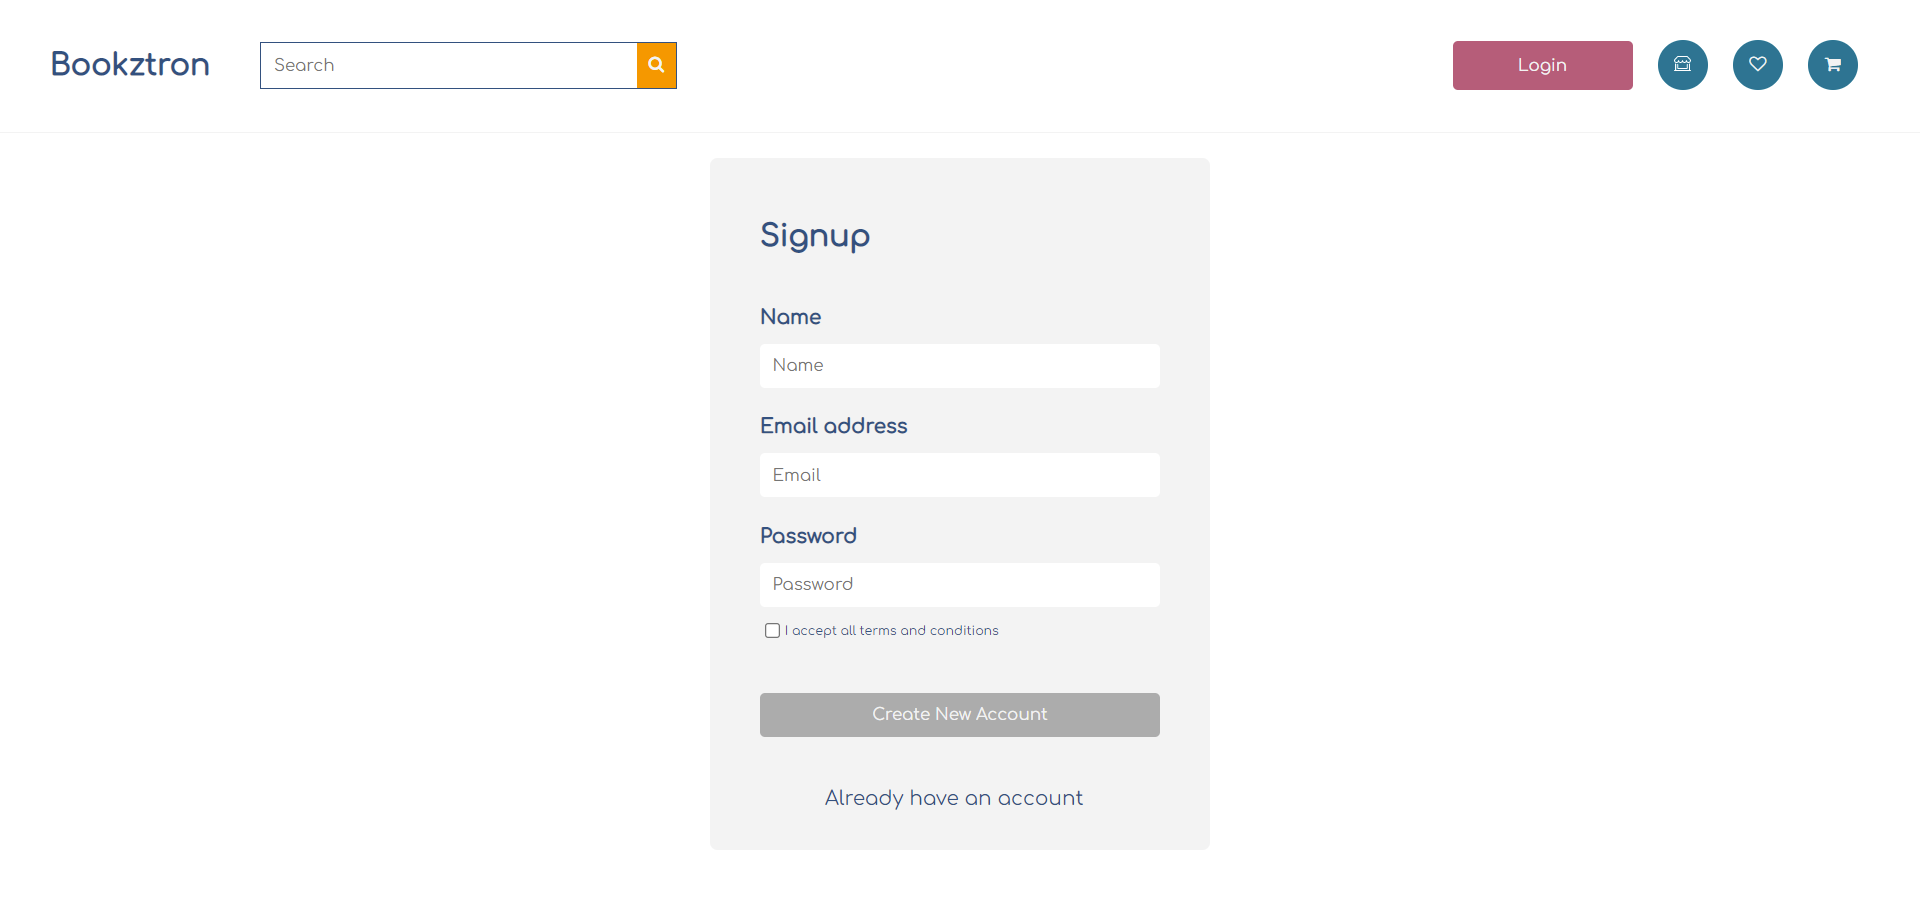 Bookztron
Search
Login
Signup
Name
Name
Email address
Email
Password
Password
I accept all terms and conditions
Create New Account
Already have an account